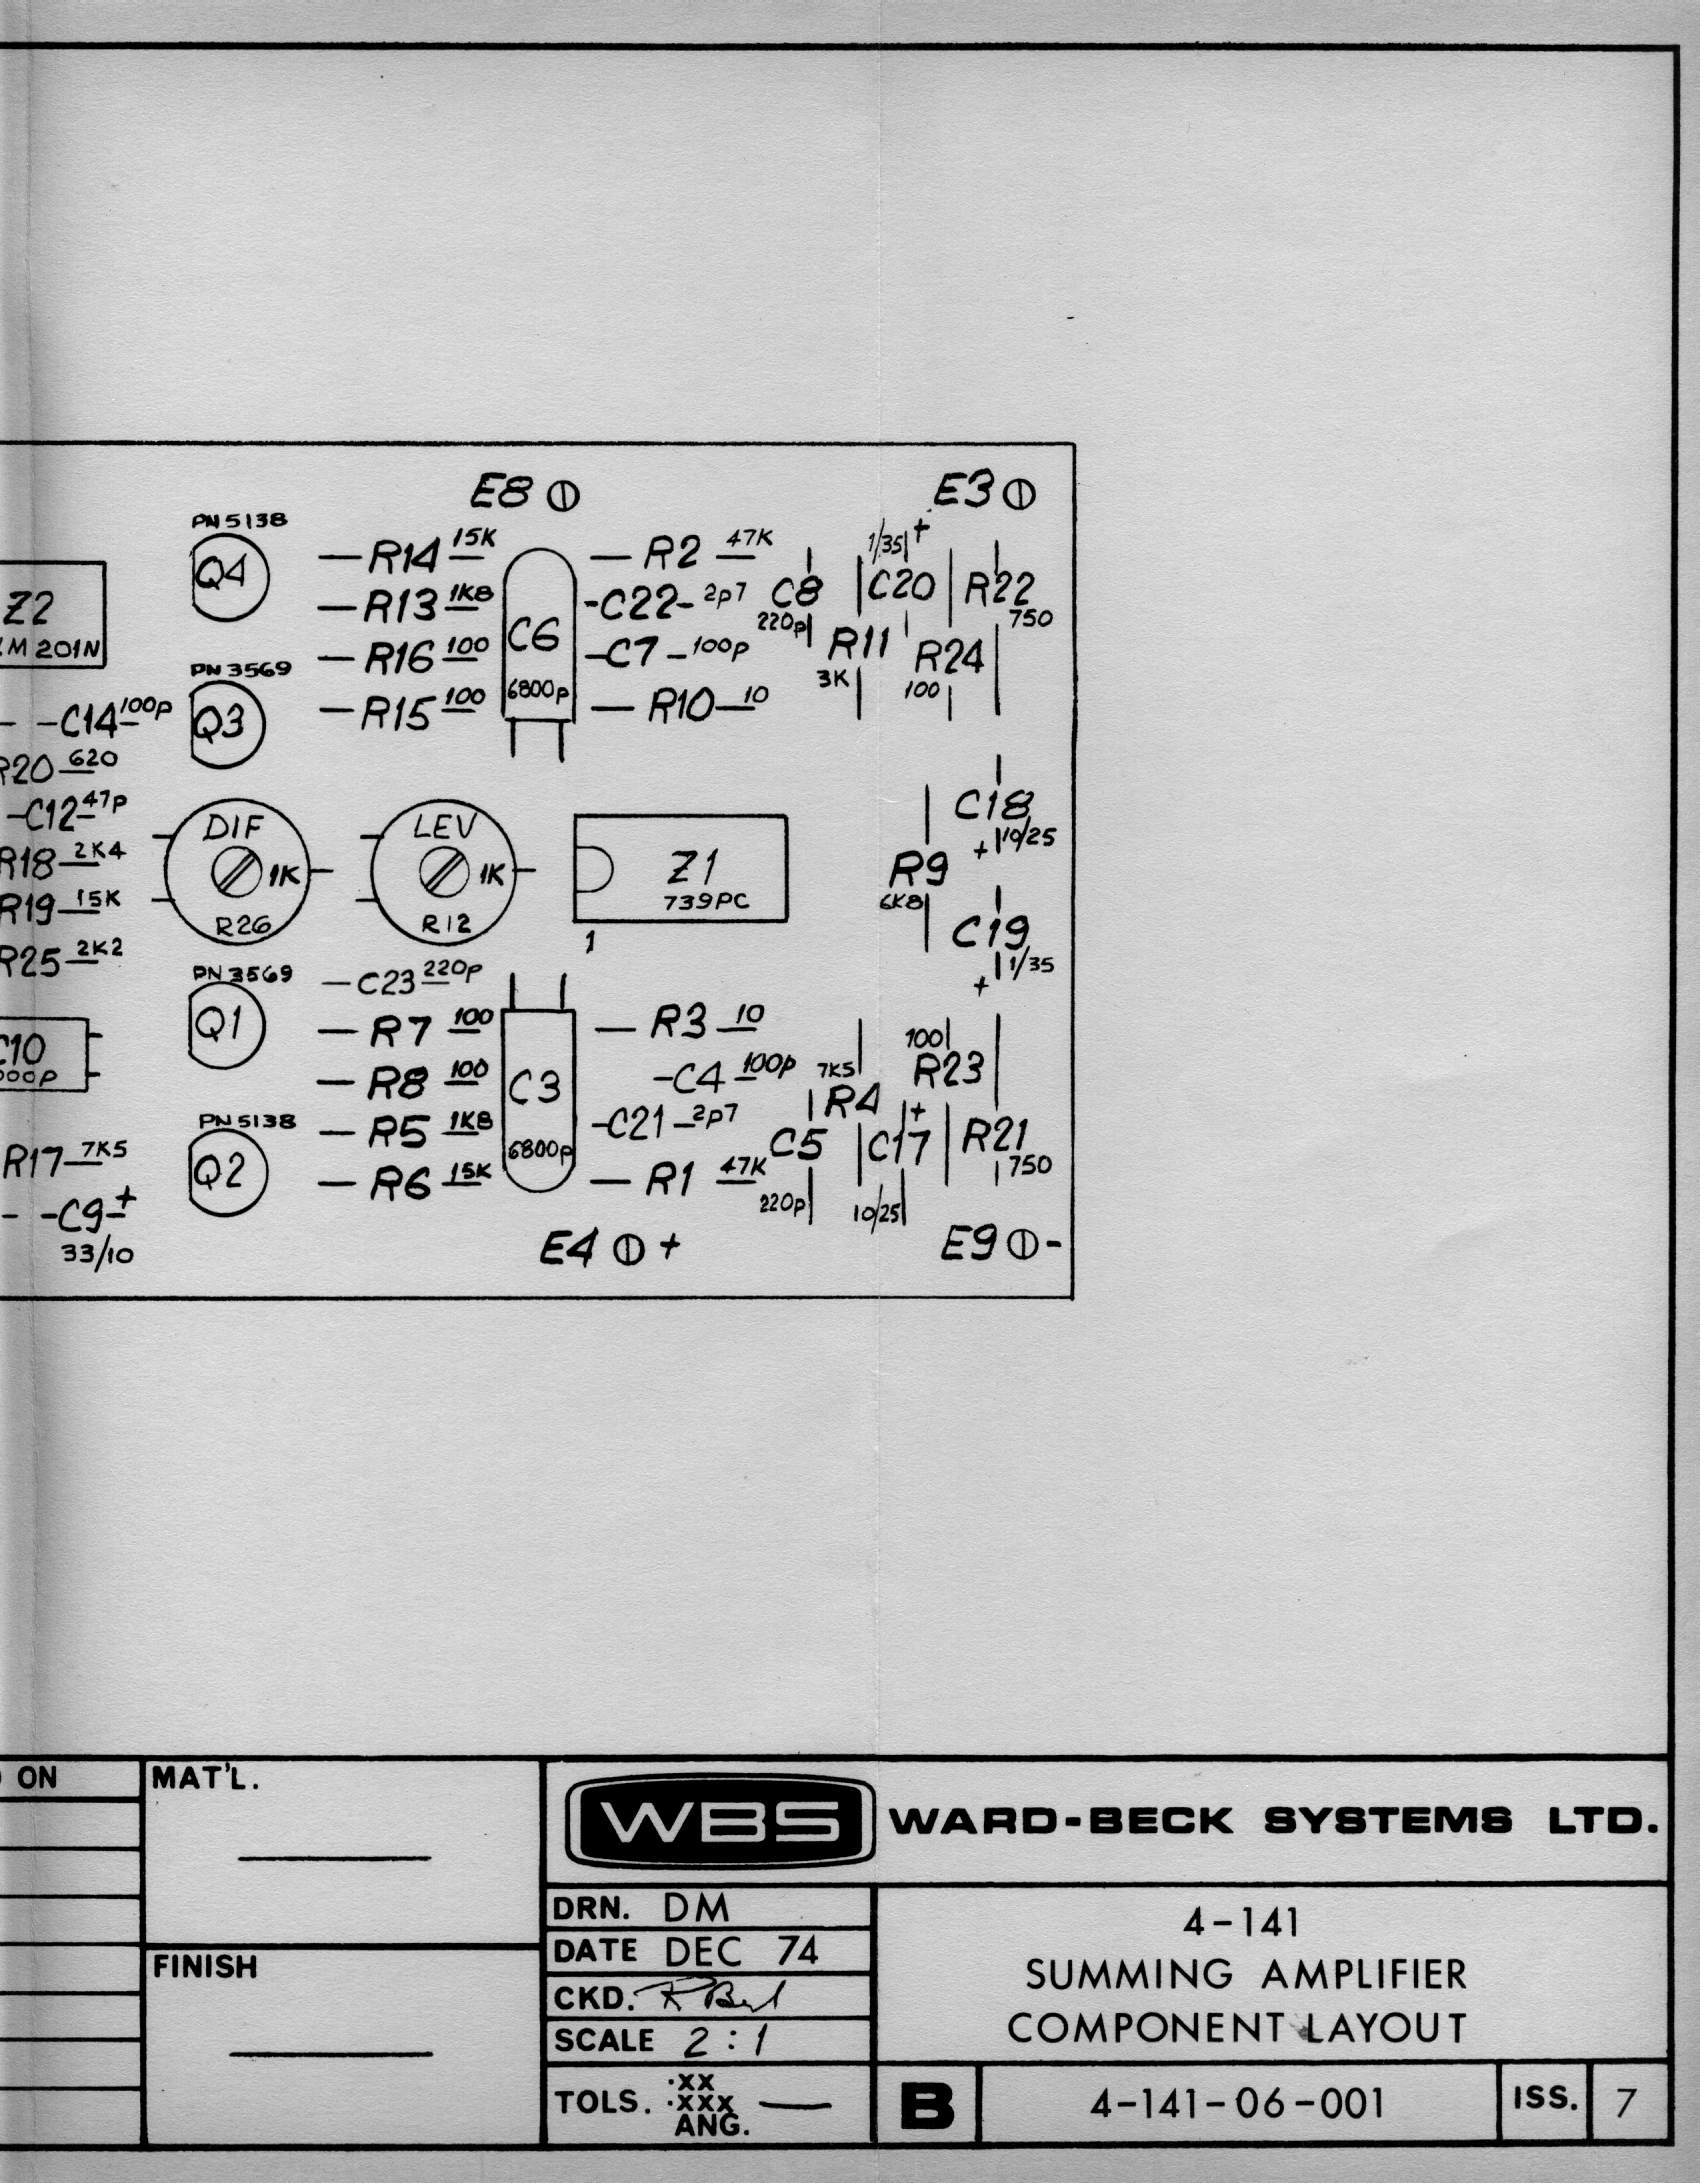 E8 E3
PN5138
Q4
R14 15K
R13 1K8
R16 100
R15 100
C6
6800p
R2 47K
C22 2p7
C7 100p
R10 10
C8
220p
1/35 +
C20
R11
3K
R22
750
R24
100
Z2
LM201N
PN3569
Q3
C14 100p
R20 620
C12 47p
R18 2K4
R19 15K
R25 2K2
DIF
1K
R26
LEV
1K
R12
Z1
739PC
1
C18
+ 10/25
R9
6K8
C19
1/35
+
PN3569
Q1
C23 220p
R7 100
R8 100
R5 1K8
R6 15K
C3
6800p
R3 10
C4 100p
C21 2p7
R1 47K
7K5
R4
C5
220p
100
R23
+
C17
10/25
R21
750
C10
PN5138
Q2
R17 7K5
C9 +
33/10
E4 + E9 -
ON
MAT'L.
FINISH
WBS WARD-BECK SYSTEMS LTD.
DRN. DM
DATE DEC 74
CKD.
SCALE 2:1
TOLS. .XX
.XXX —
ANG.
4-141
SUMMING AMPLIFIER
COMPONENT LAYOUT
B 4-141-06-001 ISS. 7